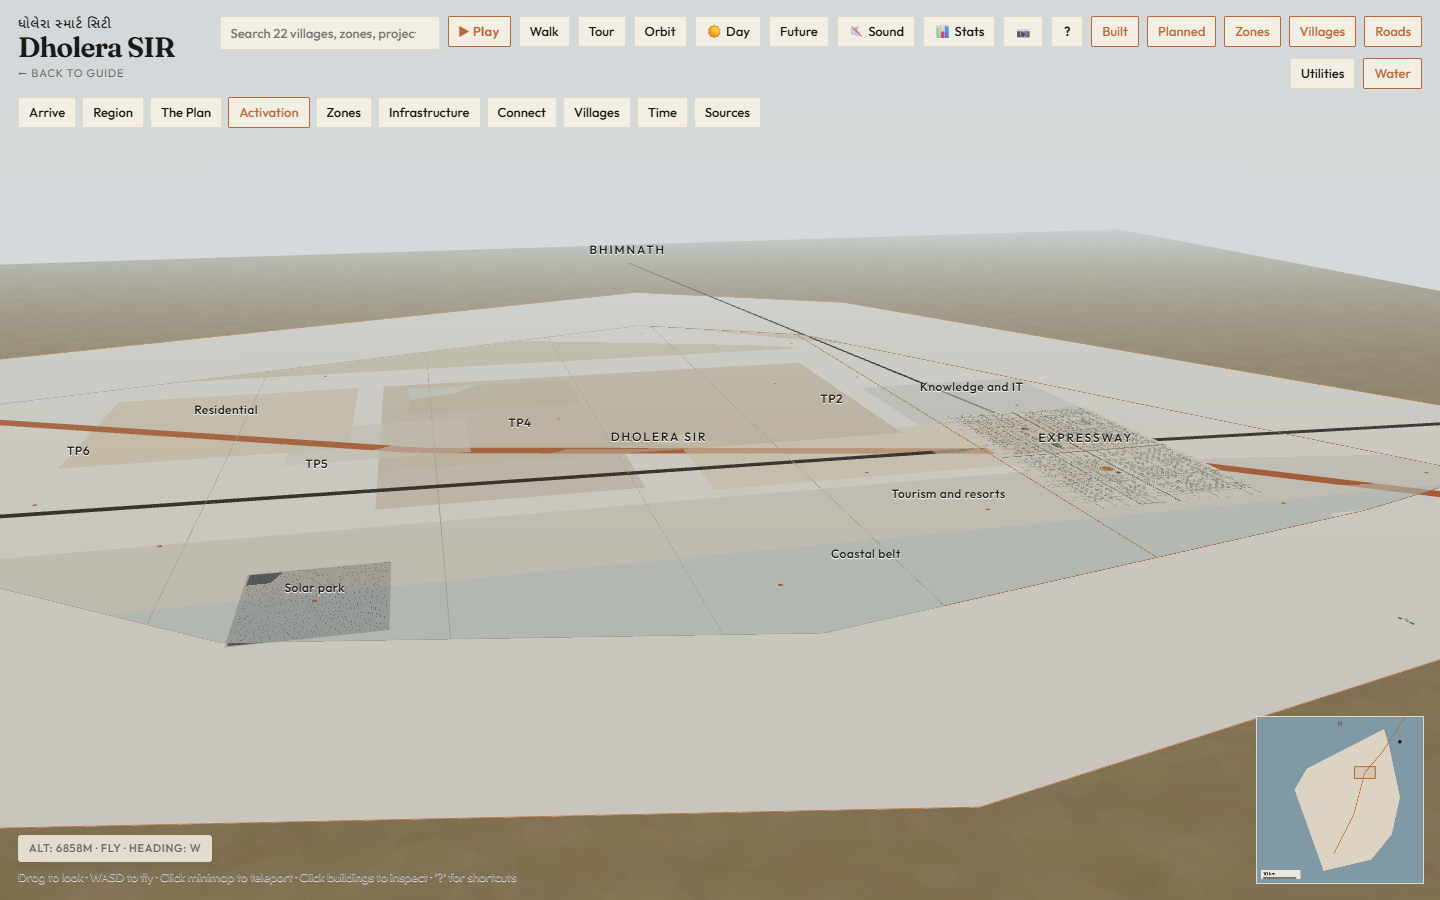 ધોલેરા સ્માર્ટ સિટી
Dholera SIR
← BACK TO GUIDE
Search 22 villages, zones, projec
▶ Play
Walk
Tour
Orbit
Day
Future
Sound
Stats
?
Built
Planned
Zones
Villages
Roads
Utilities
Water
Arrive
Region
The Plan
Activation
Zones
Infrastructure
Connect
Villages
Time
Sources
BHIMNATH
Knowledge and IT
Residential
TP2
TP4
DHOLERA SIR
EXPRESSWAY
TP6
TP5
Tourism and resorts
Coastal belt
Solar park
N
10 km
ALT: 6858M · FLY · HEADING: W
Drag to look · WASD to fly · Click minimap to teleport · Click buildings to inspect · '?' for shortcuts